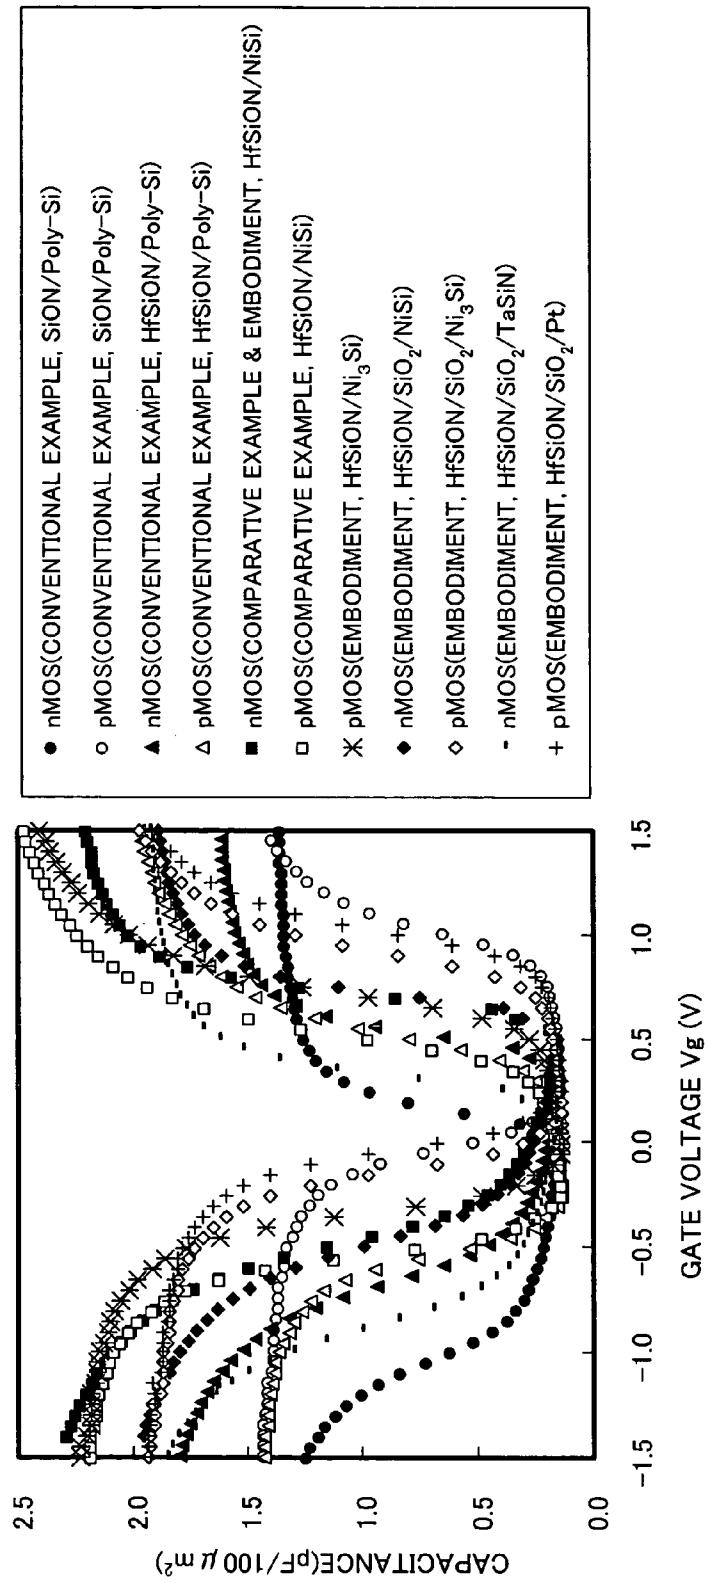 ● nMOS(CONVENTIONAL EXAMPLE, SiON/Poly-Si)
○ pMOS(CONVENTIONAL EXAMPLE, SiON/Poly-Si)
▲ nMOS(CONVENTIONAL EXAMPLE, HfSiON/Poly-Si)
△ pMOS(CONVENTIONAL EXAMPLE, HfSiON/Poly-Si)
■ nMOS(COMPARATIVE EXAMPLE & EMBODIMENT, HfSiON/NiSi)
□ pMOS(COMPARATIVE EXAMPLE, HfSiON/NiSi)
✳ pMOS(EMBODIMENT, HfSiON/Ni₃Si)
◆ nMOS(EMBODIMENT, HfSiON/SiO₂/NiSi)
◇ pMOS(EMBODIMENT, HfSiON/SiO₂/Ni₃Si)
- nMOS(EMBODIMENT, HfSiON/SiO₂/TaSiN)
+ pMOS(EMBODIMENT, HfSiON/SiO₂/Pt)
CAPACITANCE(pF/100 μm²)
2.5
2.0
1.5
1.0
0.5
0.0
-1.5
-1.0
-0.5
0.0
0.5
1.0
1.5
GATE VOLTAGE Vg (V)